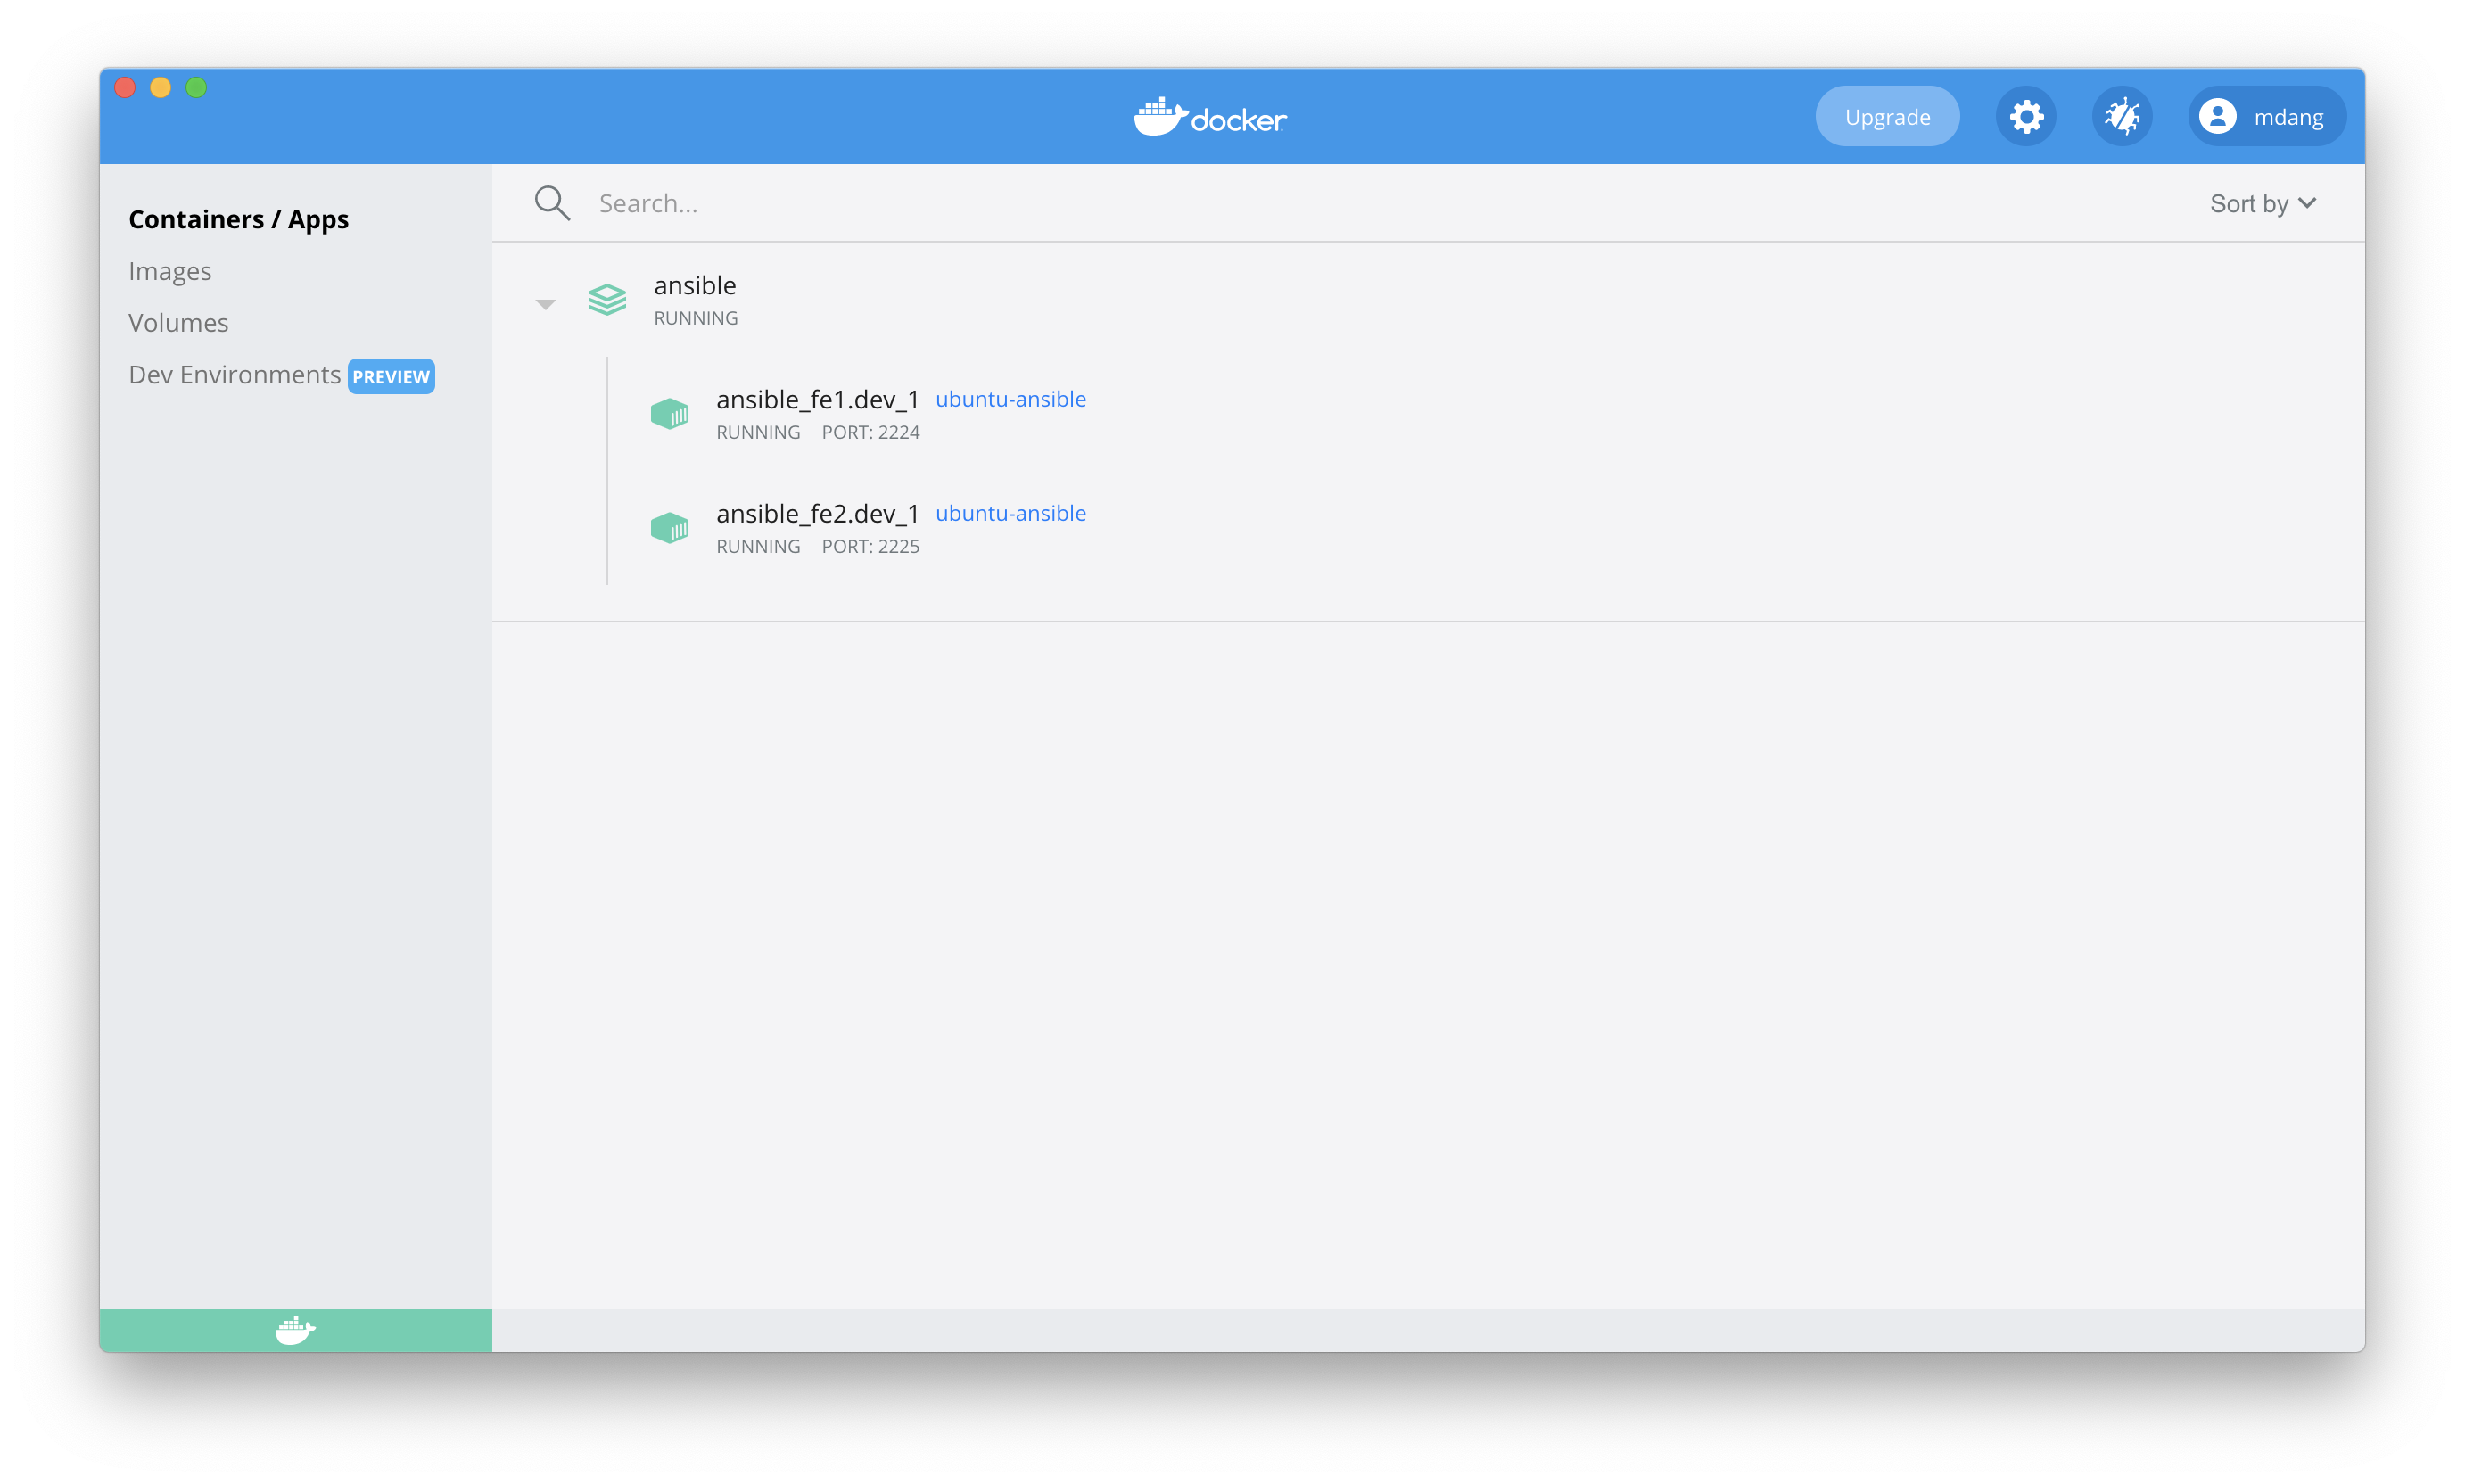 docker
Upgrade
mdang
Containers / Apps
Images
Volumes
Dev Environments PREVIEW
Search...
Sort by
ansible
RUNNING
ansible_fe1.dev_1 ubuntu-ansible
RUNNING PORT: 2224
ansible_fe2.dev_1 ubuntu-ansible
RUNNING PORT: 2225